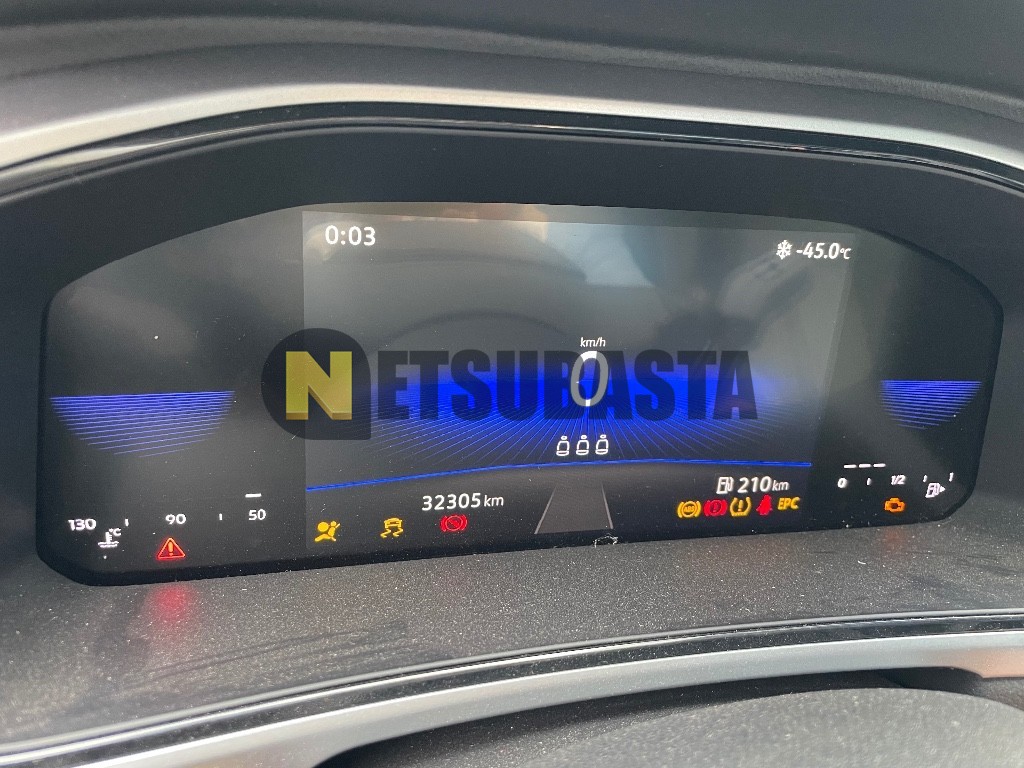 0:03
-45.0°C
km/h
0
NETSUBASTA
130
°C
90
50
32305 km
210 km
ABS
EPC
0
1/2
1